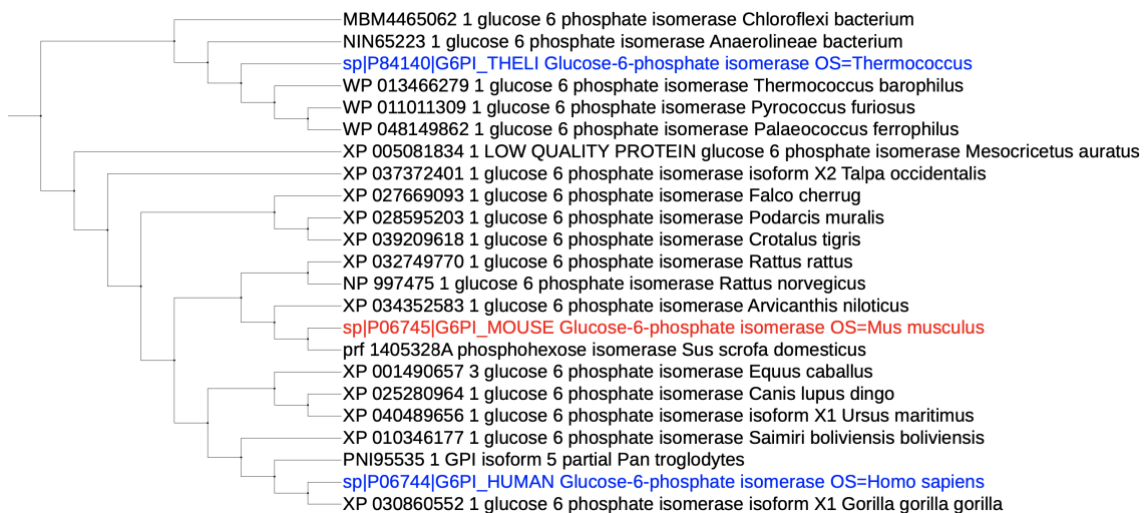 MBM4465062 1 glucose 6 phosphate isomerase Chloroflexi bacterium
NIN65223 1 glucose 6 phosphate isomerase Anaerolineae bacterium
sp|P84140|G6PI_THELI Glucose-6-phosphate isomerase OS=Thermococcus
WP 013466279 1 glucose 6 phosphate isomerase Thermococcus barophilus
WP 011011309 1 glucose 6 phosphate isomerase Pyrococcus furiosus
WP 048149862 1 glucose 6 phosphate isomerase Palaeococcus ferrophilus
XP 005081834 1 LOW QUALITY PROTEIN glucose 6 phosphate isomerase Mesocricetus auratus
XP 037372401 1 glucose 6 phosphate isomerase isoform X2 Talpa occidentalis
XP 027669093 1 glucose 6 phosphate isomerase Falco cherrug
XP 028595203 1 glucose 6 phosphate isomerase Podarcis muralis
XP 039209618 1 glucose 6 phosphate isomerase Crotalus tigris
XP 032749770 1 glucose 6 phosphate isomerase Rattus rattus
NP 997475 1 glucose 6 phosphate isomerase Rattus norvegicus
XP 034352583 1 glucose 6 phosphate isomerase Arvicanthis niloticus
sp|P06745|G6PI_MOUSE Glucose-6-phosphate isomerase OS=Mus musculus
prf 1405328A phosphohexose isomerase Sus scrofa domesticus
XP 001490657 3 glucose 6 phosphate isomerase Equus caballus
XP 025280964 1 glucose 6 phosphate isomerase Canis lupus dingo
XP 040489656 1 glucose 6 phosphate isomerase isoform X1 Ursus maritimus
XP 010346177 1 glucose 6 phosphate isomerase Saimiri boliviensis boliviensis
PNI95535 1 GPI isoform 5 partial Pan troglodytes
sp|P06744|G6PI_HUMAN Glucose-6-phosphate isomerase OS=Homo sapiens
XP 030860552 1 glucose 6 phosphate isomerase isoform X1 Gorilla gorilla gorilla